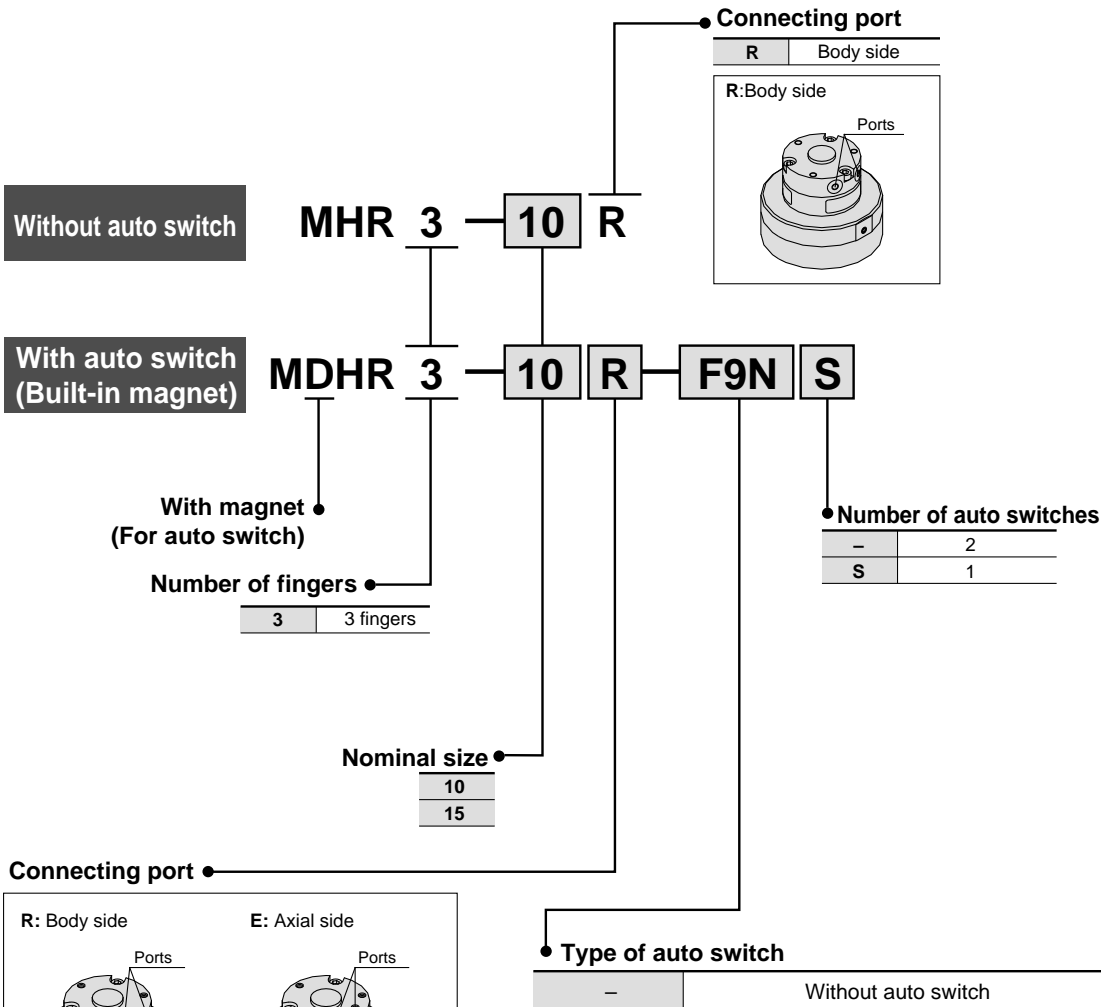 Connecting port
R Body side
R:Body side
Ports
Without auto switch
MHR 3 — 10 R
With auto switch
(Built-in magnet)
MDHR 3 — 10 R — F9N S
With magnet
(For auto switch)
Number of auto switches
– 2
S 1
Number of fingers
3 3 fingers
Nominal size
10
15
Connecting port
R: Body side E: Axial side
Ports Ports
Type of auto switch
– Without auto switch